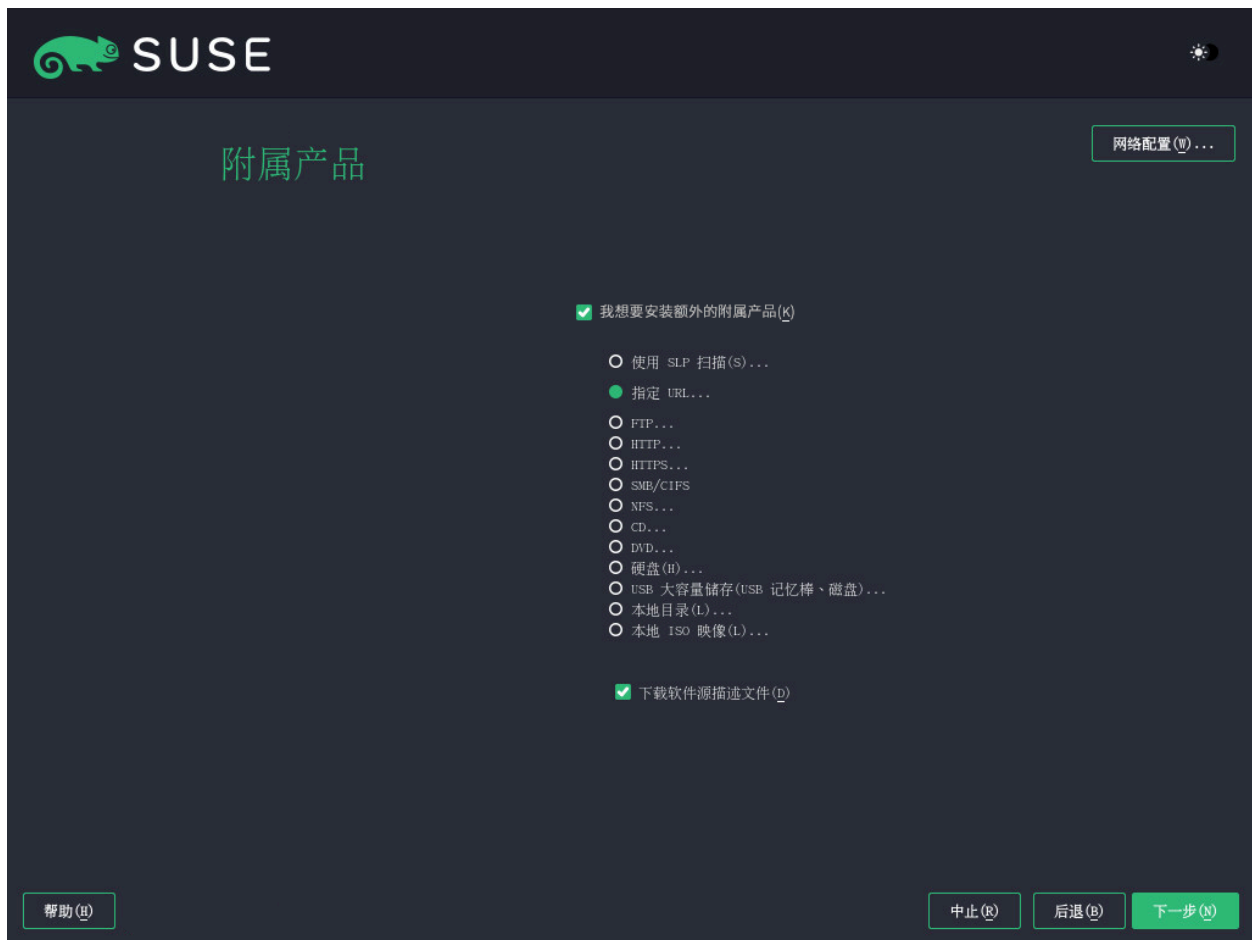 SUSE
附属产品
网络配置(W)...
我想要安装额外的附属产品(K)
使用 SLP 扫描(S)...
指定 URL...
FTP...
HTTP...
HTTPS...
SMB/CIFS
NFS...
CD...
DVD...
硬盘(H)...
USB 大容量储存(USB 记忆棒、磁盘)...
本地目录(L)...
本地 ISO 映像(L)...
下载软件源描述文件(D)
帮助(H)
中止(R)
后退(B)
下一步(N)